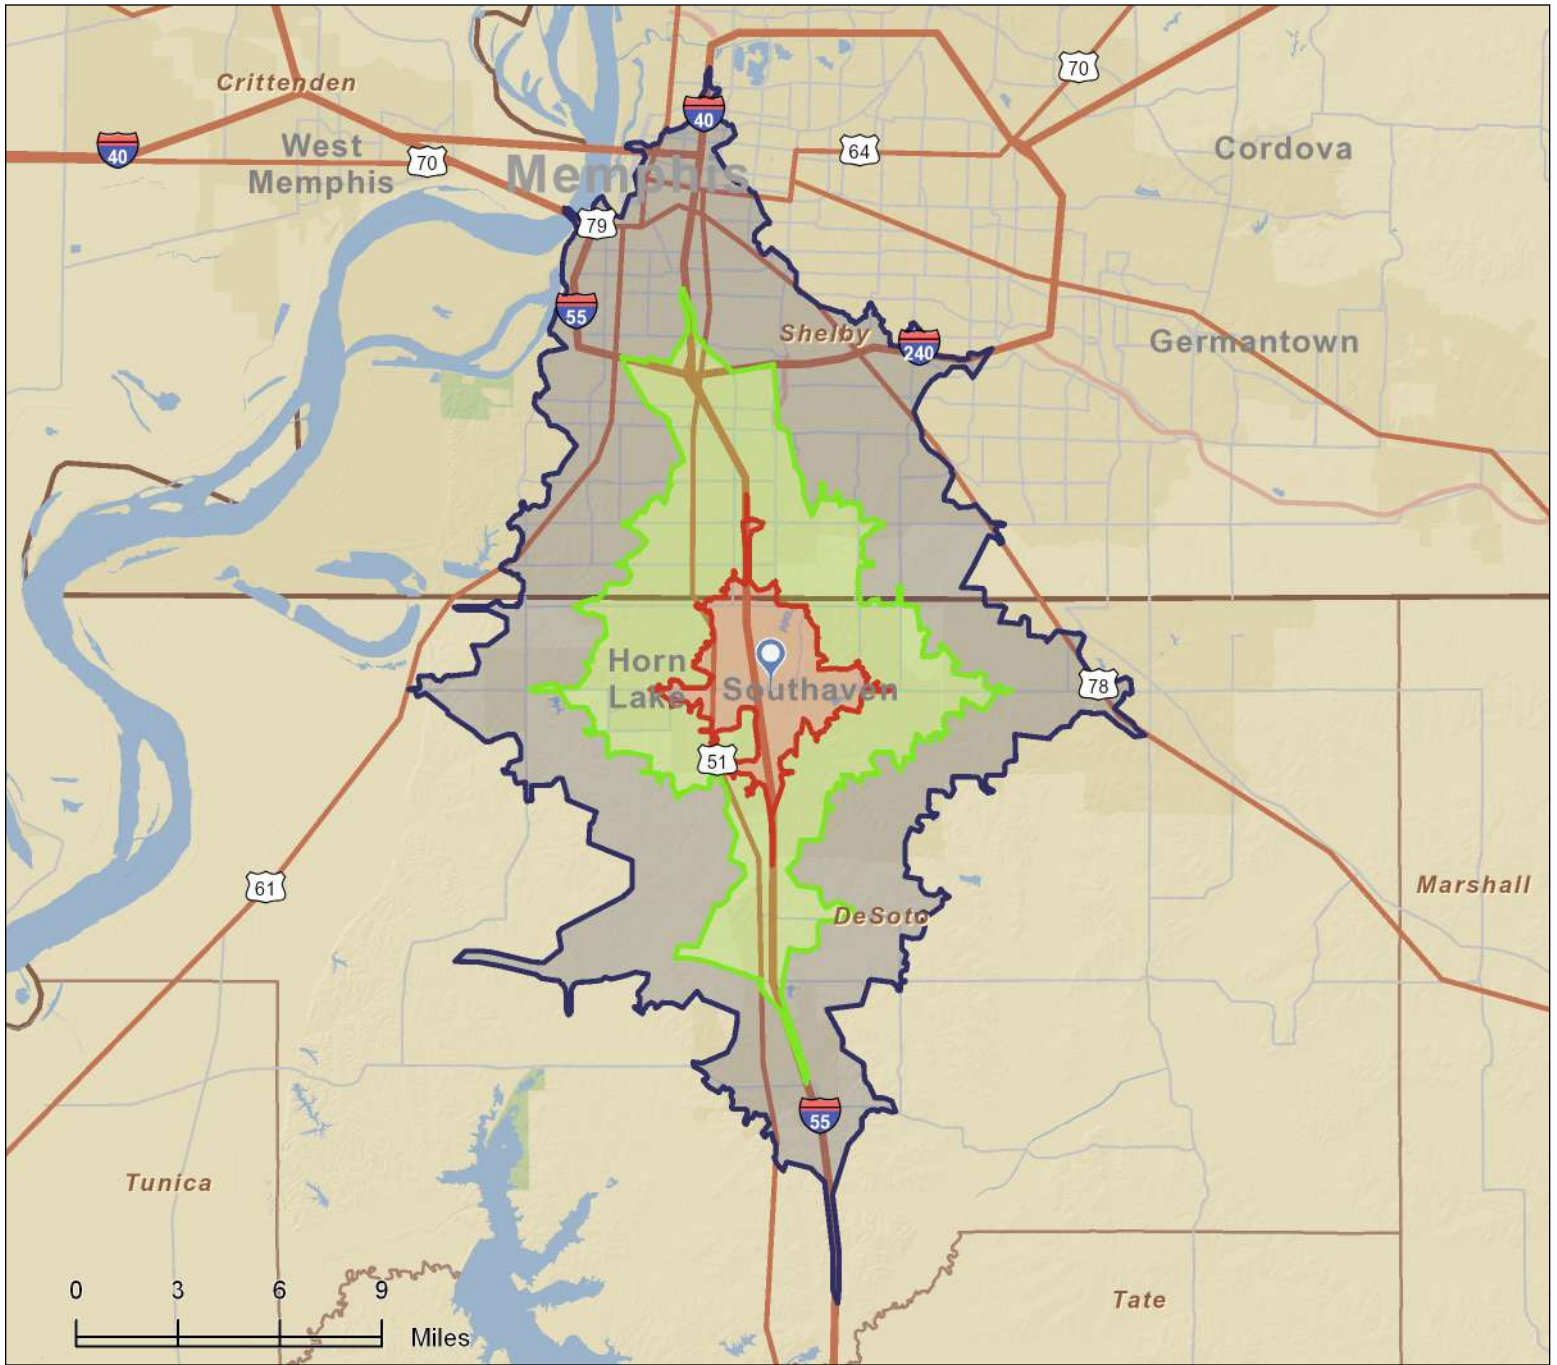 70
Crittenden
40
40
West
Memphis
70
64
Cordova
Memphis
79
55
Shelby
240
Germantown
Horn
Lake
Southaven
78
51
61
Marshall
DeSoto
55
Tunica
0 3 6 9
Miles
Tate